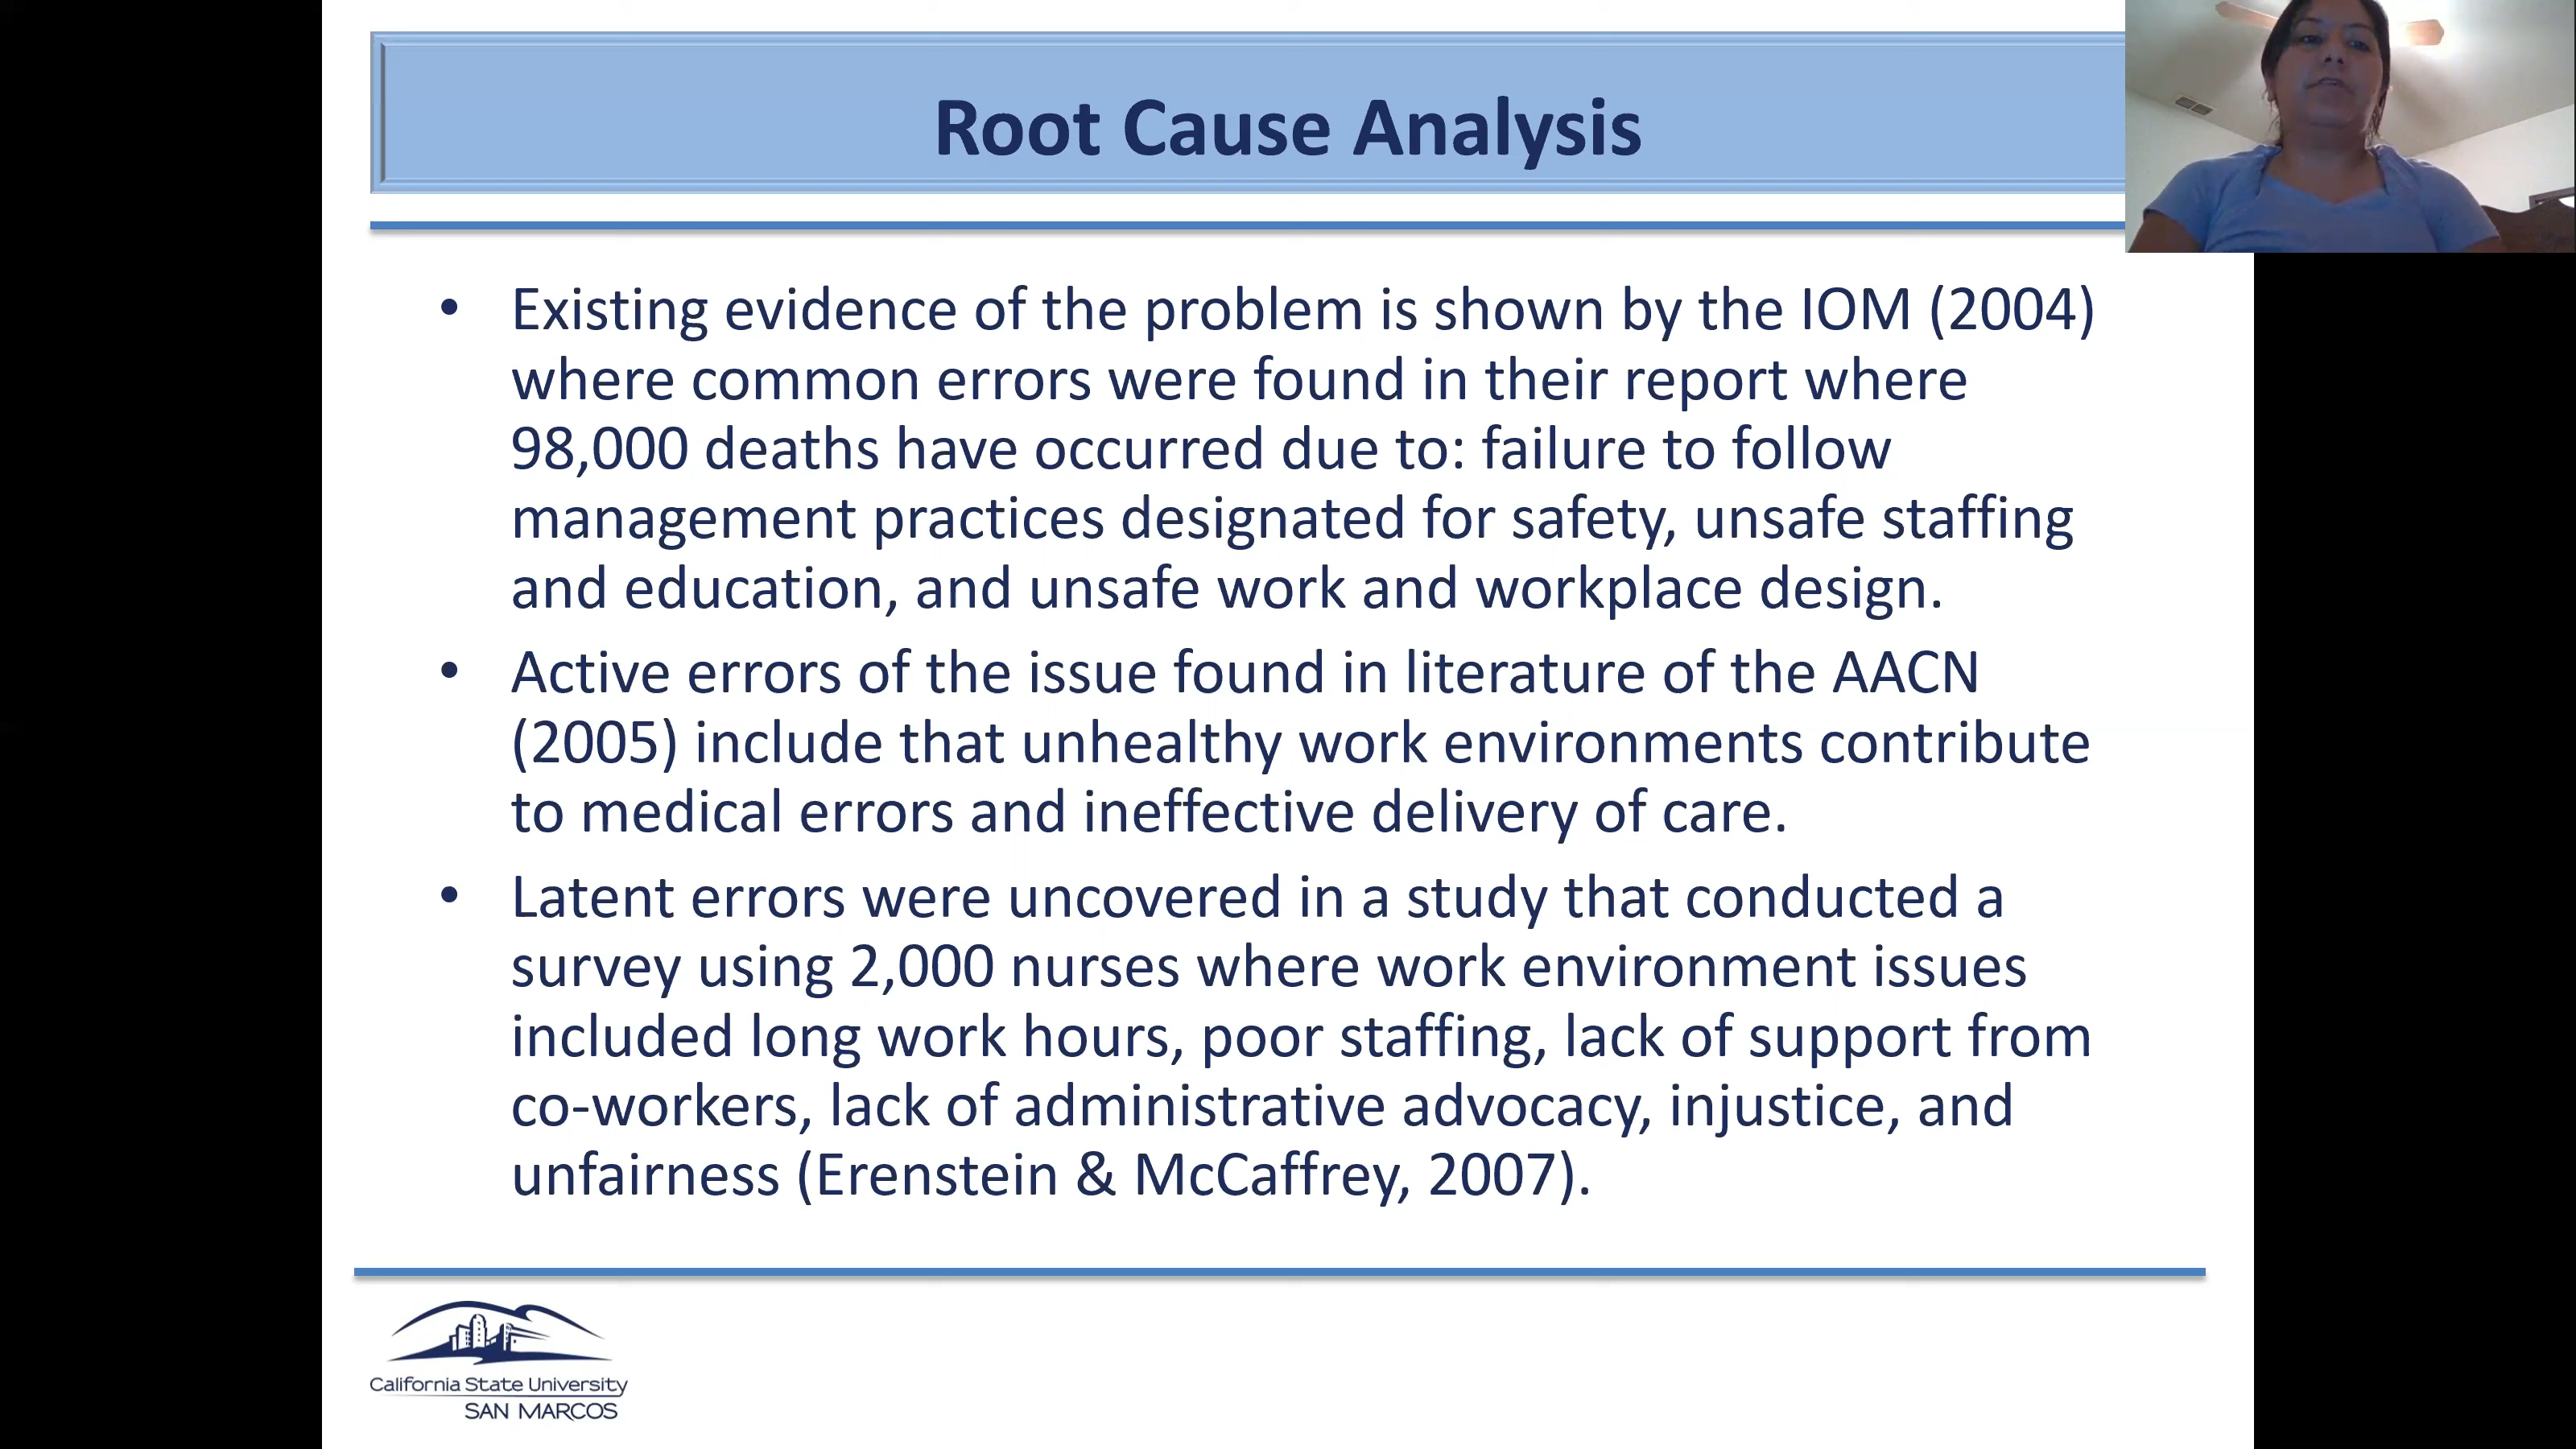 Root Cause Analysis
• Existing evidence of the problem is shown by the IOM (2004)
where common errors were found in their report where
98,000 deaths have occurred due to: failure to follow
management practices designated for safety, unsafe staffing
and education, and unsafe work and workplace design.
• Active errors of the issue found in literature of the AACN
(2005) include that unhealthy work environments contribute
to medical errors and ineffective delivery of care.
• Latent errors were uncovered in a study that conducted a
survey using 2,000 nurses where work environment issues
included long work hours, poor staffing, lack of support from
co-workers, lack of administrative advocacy, injustice, and
unfairness (Erenstein & McCaffrey, 2007).
California State University
SAN MARCOS